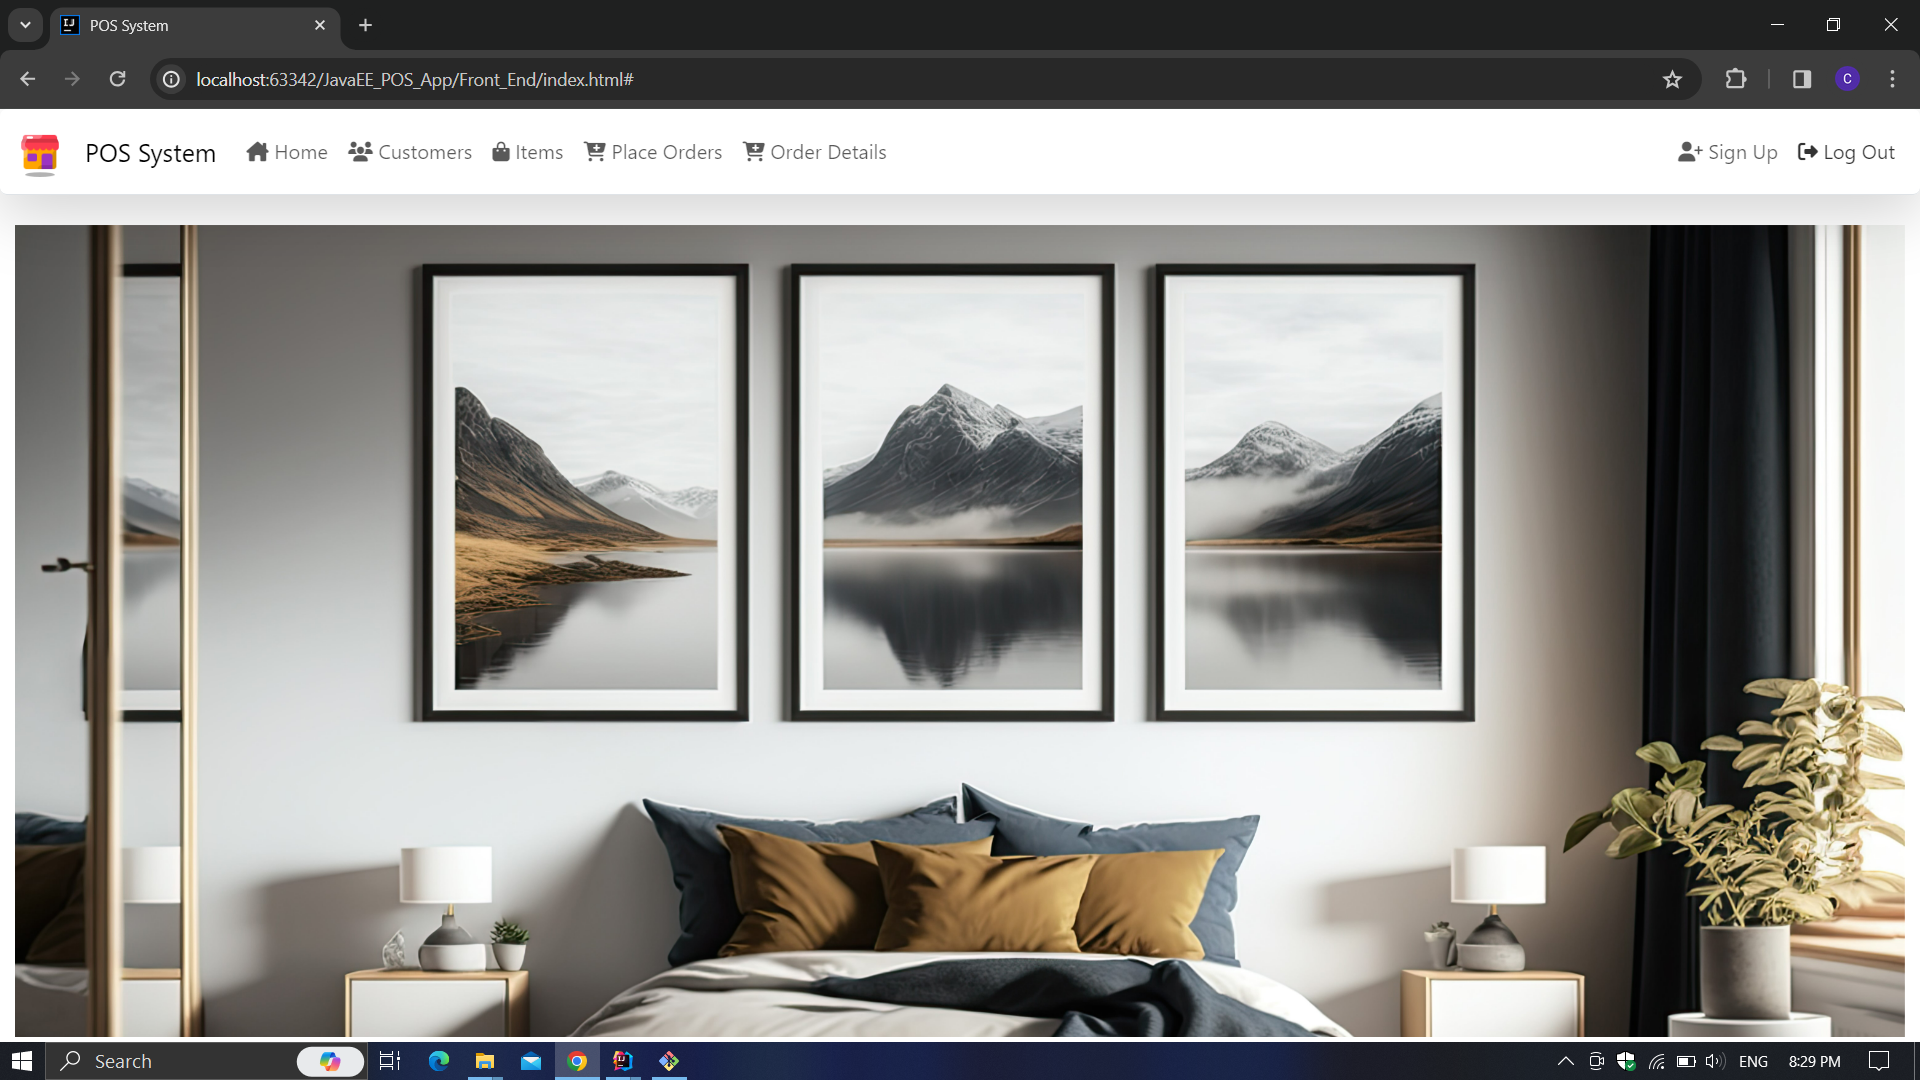 POS System
localhost:63342/JavaEE_POS_App/Front_End/index.html#
C
POS System Home Customers Items Place Orders Order Details Sign Up Log Out
Search
ENG 8:29 PM